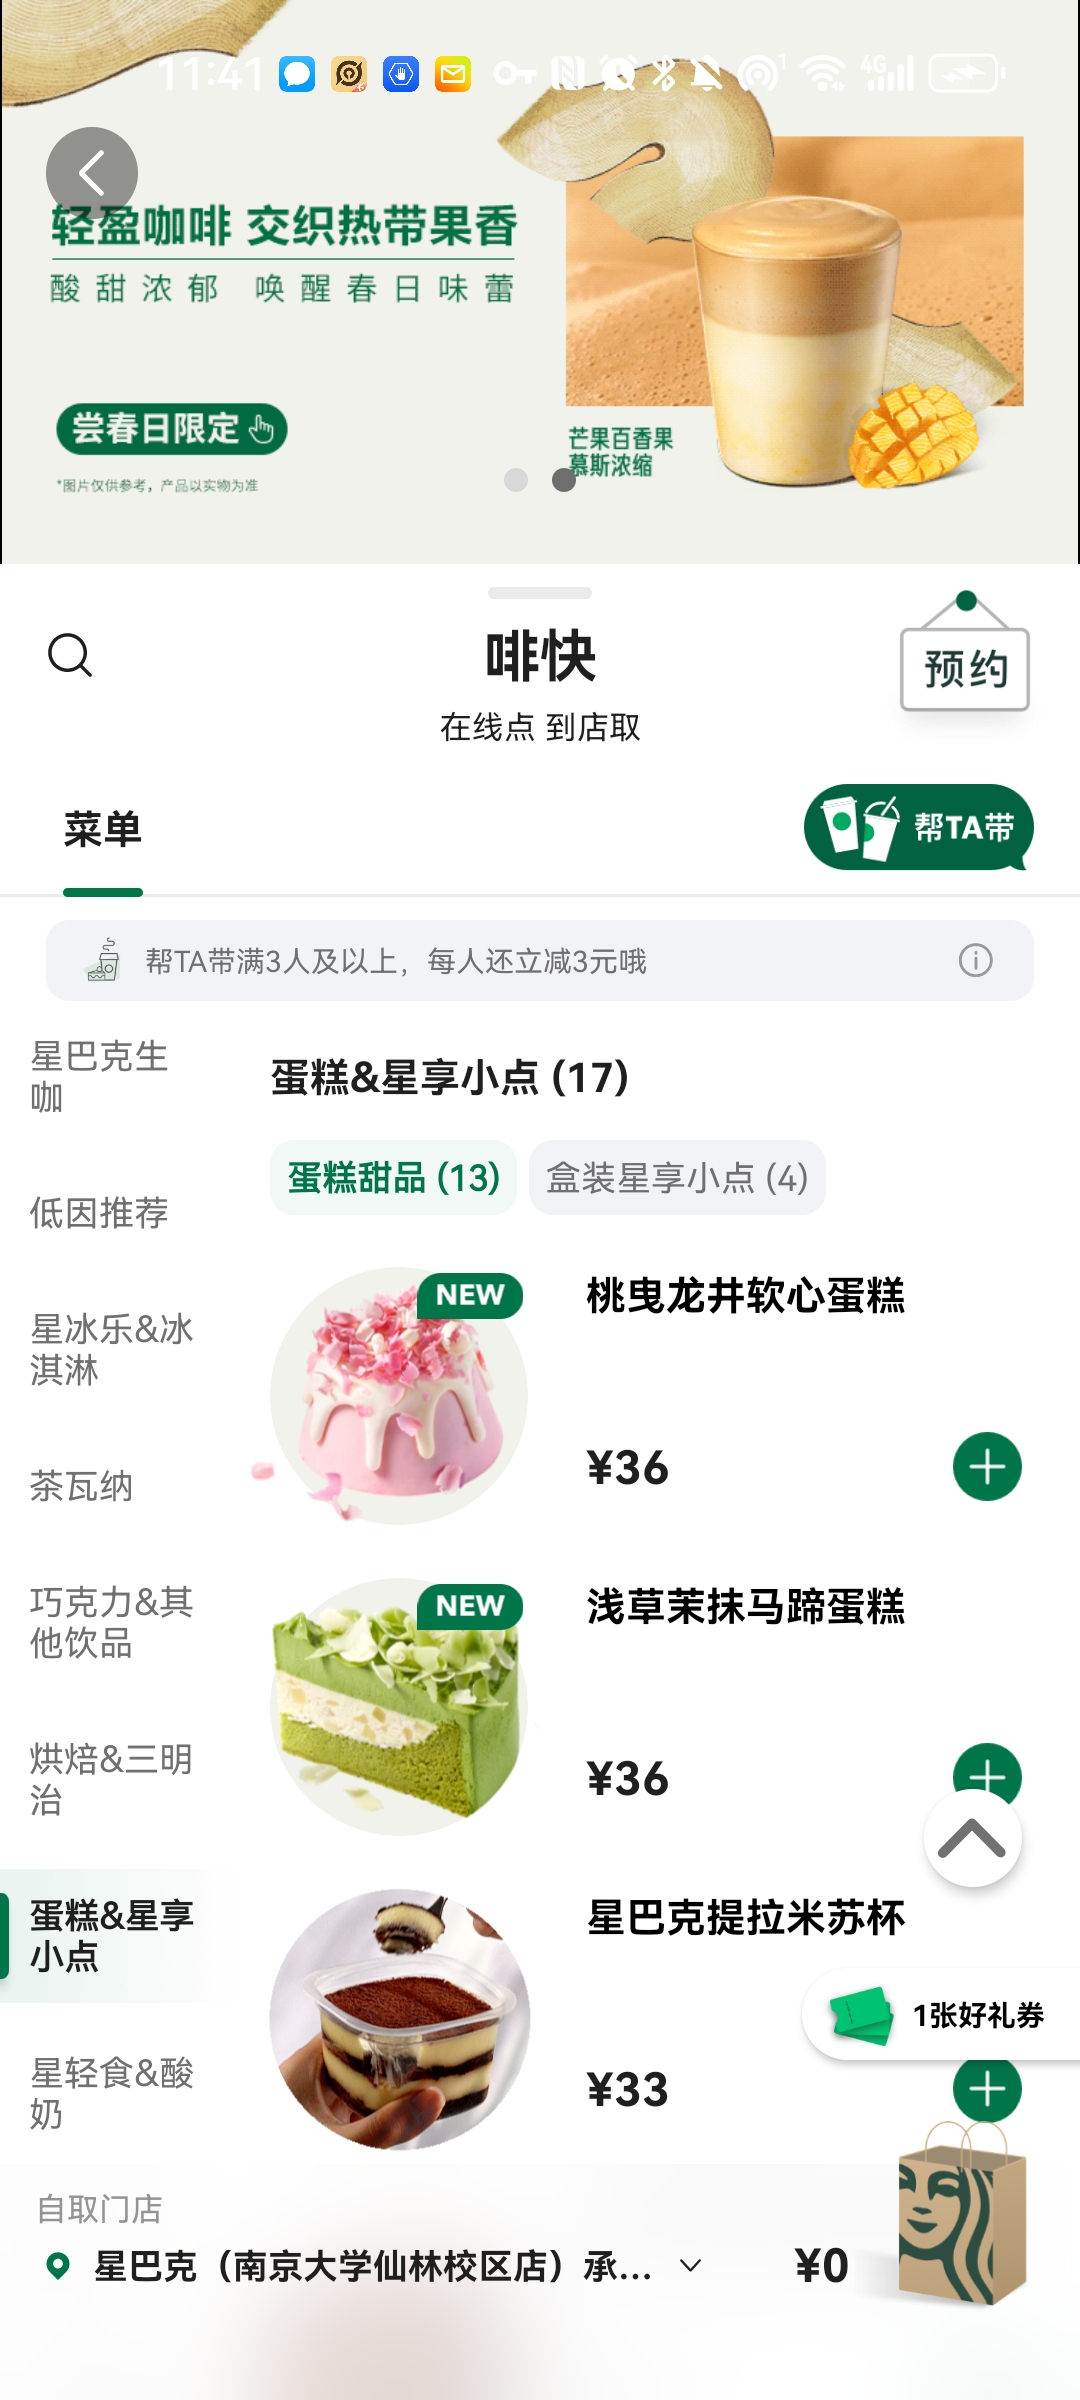 11:41
4G
轻盈咖啡 交织热带果香
酸甜浓郁 唤醒春日味蕾
尝春日限定
*图片仅供参考，产品以实物为准
芒果百香果
慕斯浓缩
啡快
在线点 到店取
预约
菜单
帮TA带
帮TA带满3人及以上，每人还立减3元哦
星巴克生
咖
低因推荐
星冰乐&冰
淇淋
茶瓦纳
巧克力&其
他饮品
烘焙&三明
治
蛋糕&星享
小点
星轻食&酸
奶
蛋糕&星享小点 (17)
蛋糕甜品 (13)
盒装星享小点 (4)
NEW
桃曳龙井软心蛋糕
¥36
NEW
浅草茉抹马蹄蛋糕
¥36
星巴克提拉米苏杯
¥33
1张好礼券
自取门店
星巴克（南京大学仙林校区店）承...
¥0